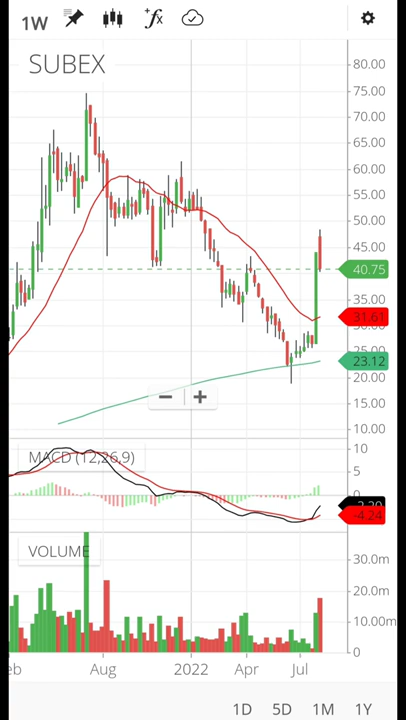 1W
+fx
SUBEX
80.00
75.00
70.00
65.00
60.00
55.00
50.00
45.00
40.75
35.00
31.61
25.00
23.12
20.00
15.00
10.00
MACD (12,26,9)
10
5
0
-4.24
VOLUME
30.0m
20.0m
10.00m
0
eb Aug 2022 Apr Jul
1D 5D 1M 1Y